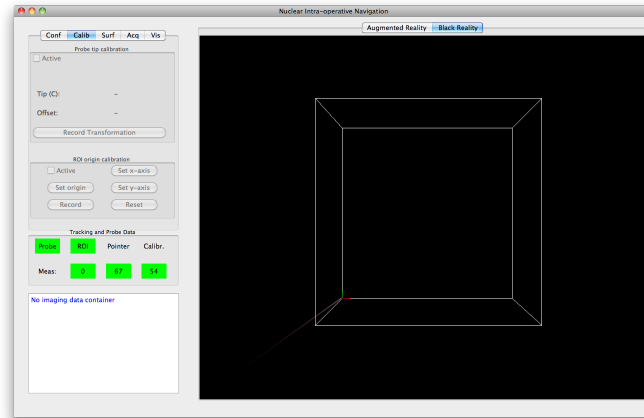 Nuclear Intra-operative Navigation
Conf Calib Surf Acq Vis
Augmented Reality Black Reality
Probe tip calibration
Active
Tip (C): –
Offset: –
Record Transformation
ROI origin calibration
Active Set x-axis
Set origin Set y-axis
Record Reset
Tracking and Probe Data
Probe ROI Pointer Calibr.
Meas: 0 67 54
No imaging data container